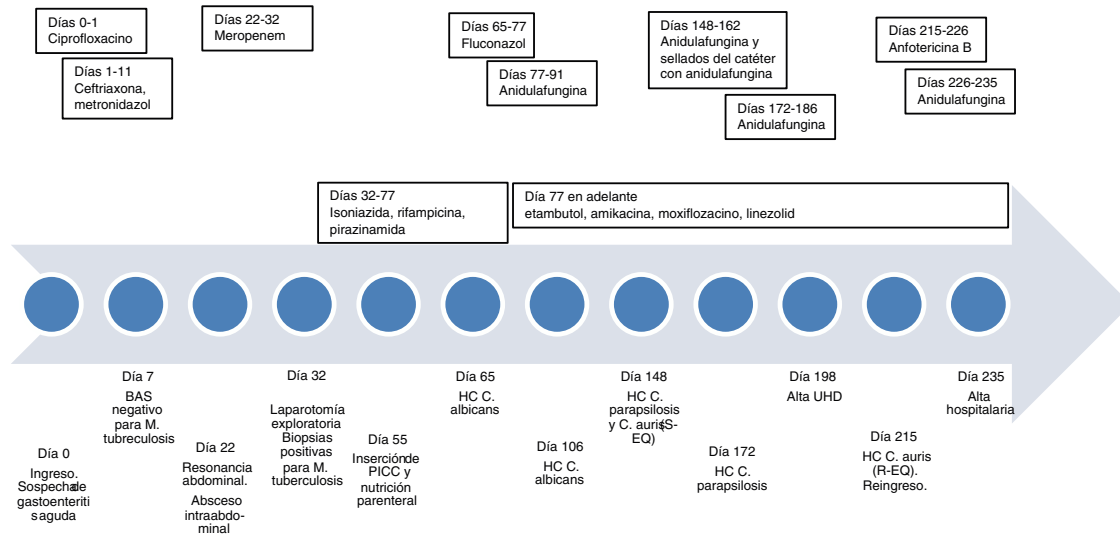 Días 0-1
Ciprofloxacino
Días 1-11
Ceftriaxona,
metronidazol
Días 22-32
Meropenem
Días 65-77
Fluconazol
Días 77-91
Anidulafungina
Días 148-162
Anidulafungina y
sellados del catéter
con anidulafungina
Días 172-186
Anidulafungina
Días 215-226
Anfotericina B
Días 226-235
Anidulafungina
Días 32-77
Isoniazida, rifampicina,
pirazinamida
Día 77 en adelante
etambutol, amikacina, moxiflozacino, linezolid
Día 0
Ingreso.
Sospecha de
gastoenteriti
s aguda
Día 7
BAS
negativo
para M.
tubreculosis
Día 22
Resonancia
abdominal.
Absceso
intraabdo-
minal
Día 32
Laparotomía
exploratoria
Biopsias
positivas
para M.
tuberculosis
Día 55
Inserción de
PICC y
nutrición
parenteral
Día 65
HC C.
albicans
Día 106
HC C.
albicans
Día 148
HC C.
parapsilosis
y C. auris (S-
EQ)
Día 172
HC C.
parapsilosis
Día 198
Alta UHD
Día 215
HC C. auris
(R-EQ).
Reingreso.
Día 235
Alta
hospitalaria